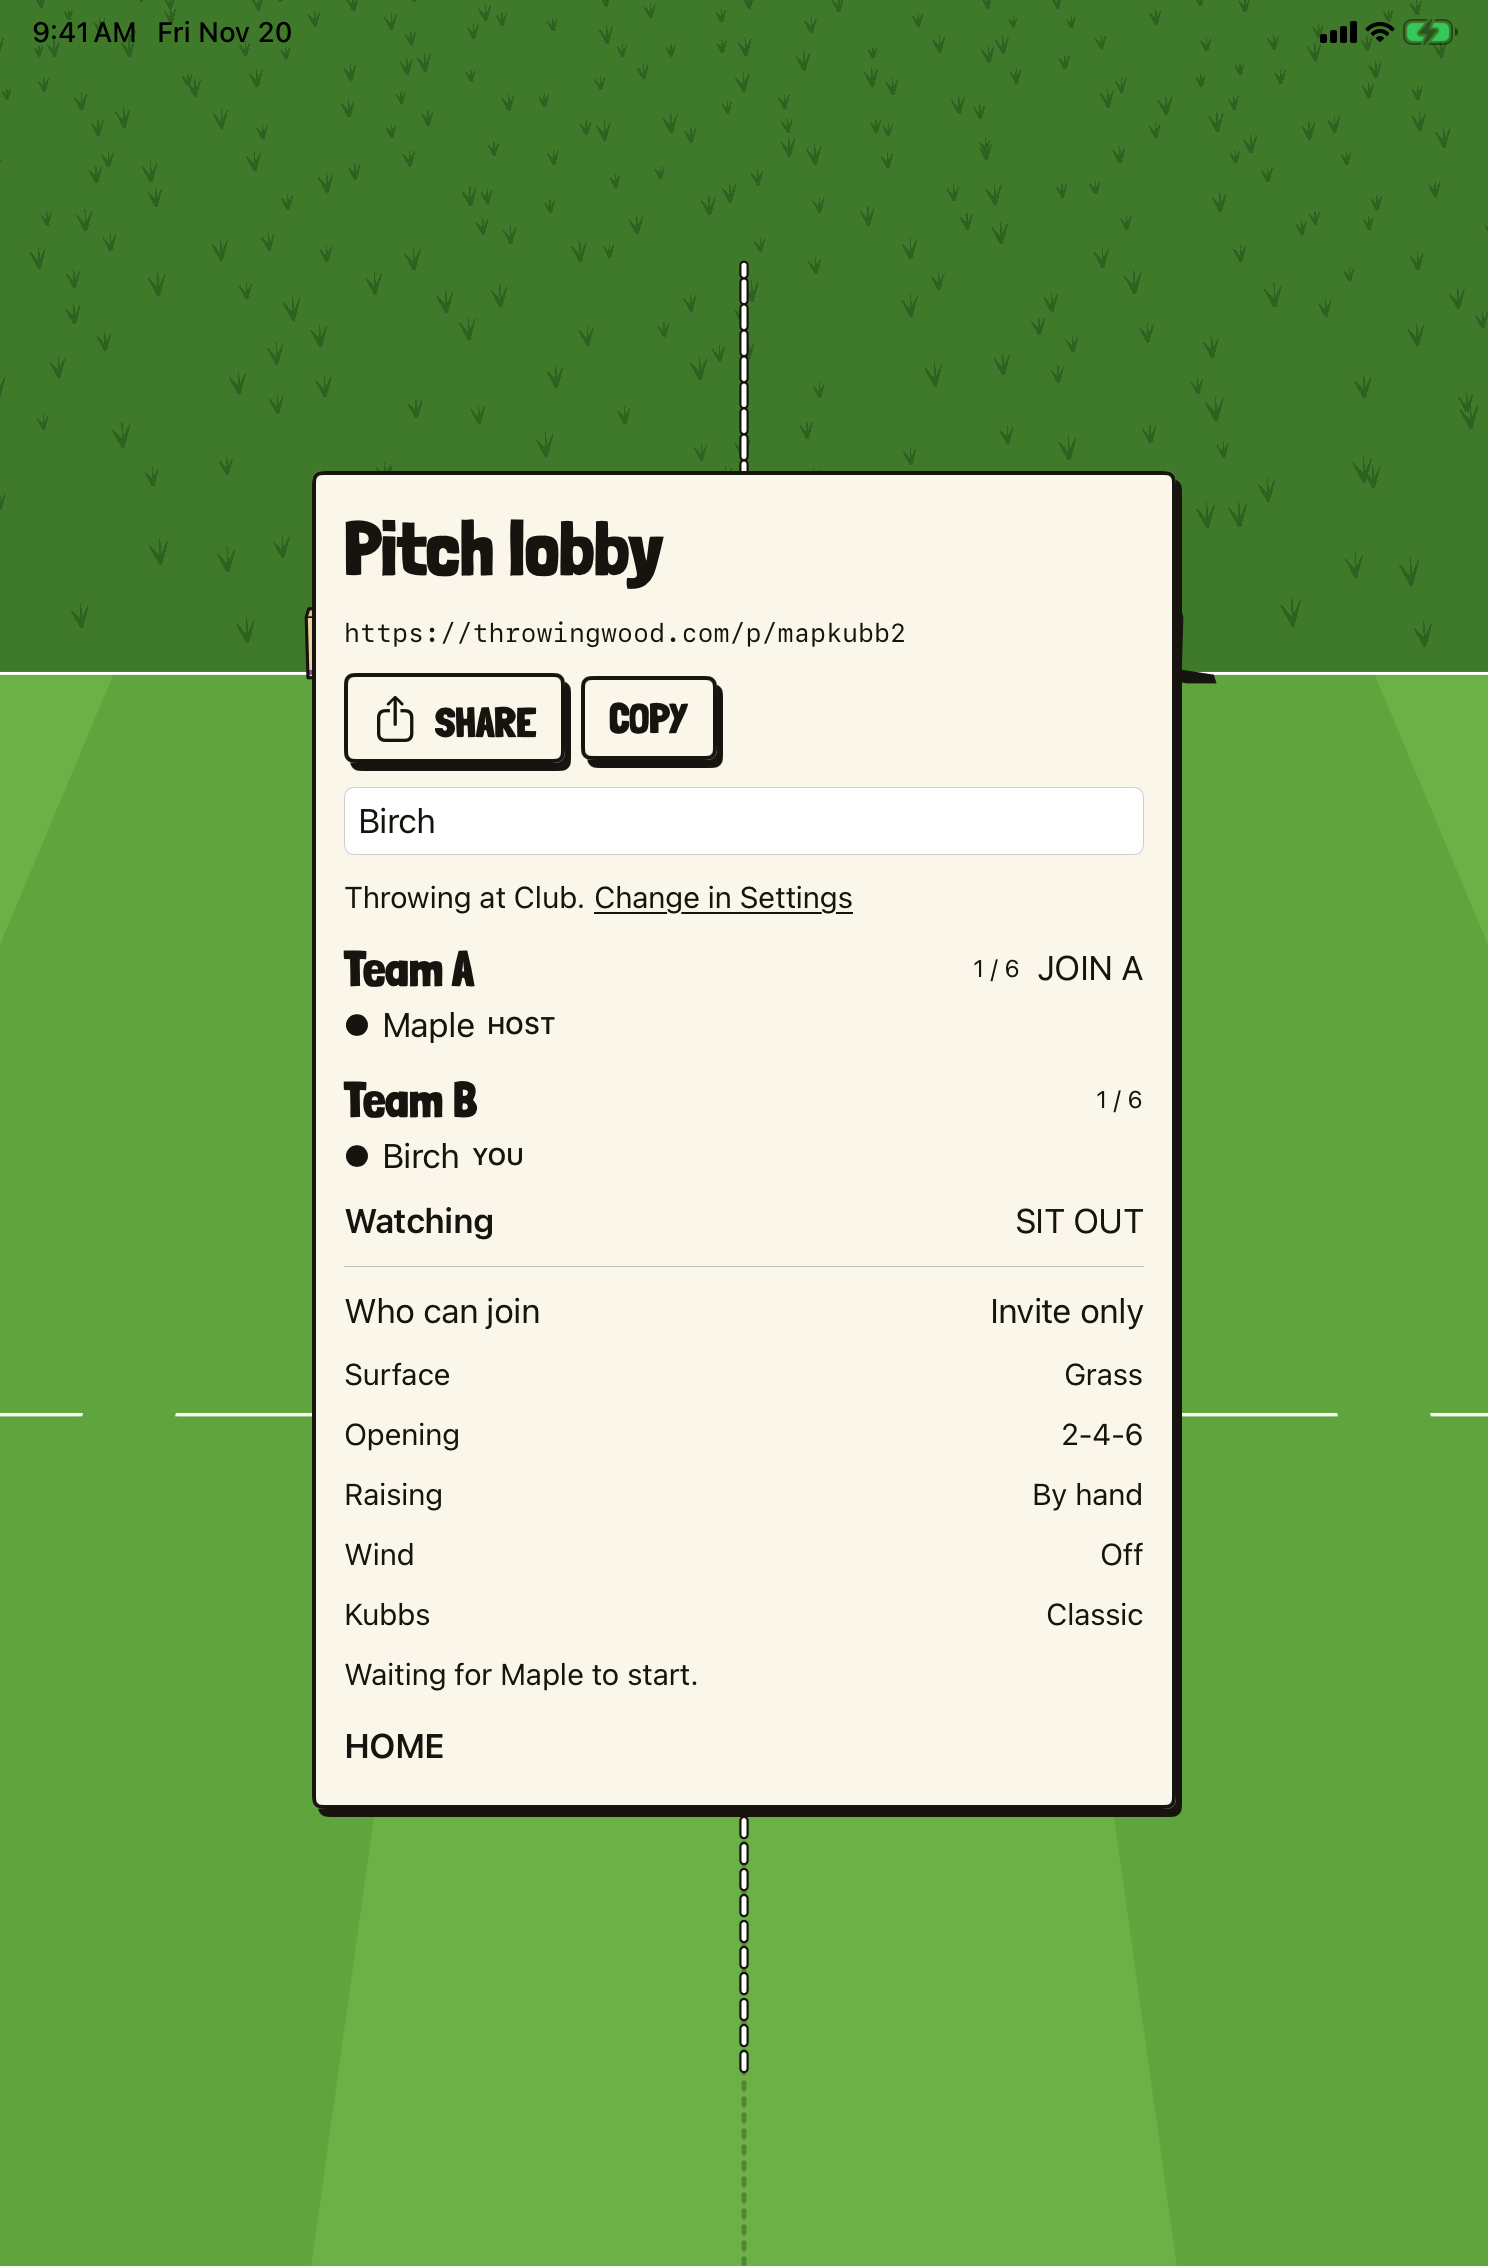 9:41 AM Fri Nov 20
Pitch lobby
https://throwingwood.com/p/mapkubb2
SHARE COPY
Birch
Throwing at Club. Change in Settings
Team A 1 / 6 JOIN A
Maple HOST
Team B 1 / 6
Birch YOU
Watching SIT OUT
Who can join Invite only
Surface Grass
Opening 2-4-6
Raising By hand
Wind Off
Kubbs Classic
Waiting for Maple to start.
HOME